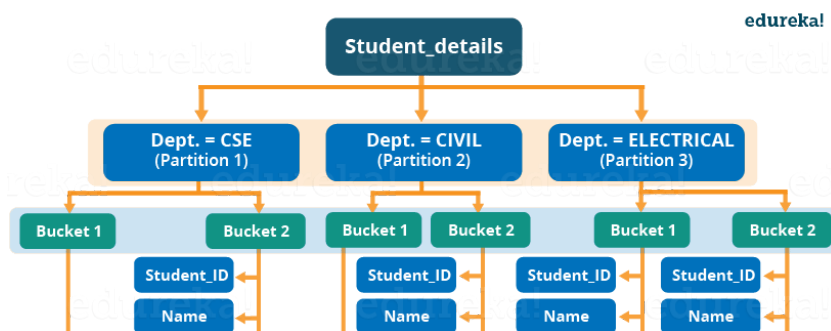 edureka!
Student_details
Dept. = CSE
(Partition 1)
Dept. = CIVIL
(Partition 2)
Dept. = ELECTRICAL
(Partition 3)
Bucket 1
Bucket 2
Bucket 1
Bucket 2
Bucket 1
Bucket 2
Student_ID
Student_ID
Student_ID
Student_ID
Name
Name
Name
Name